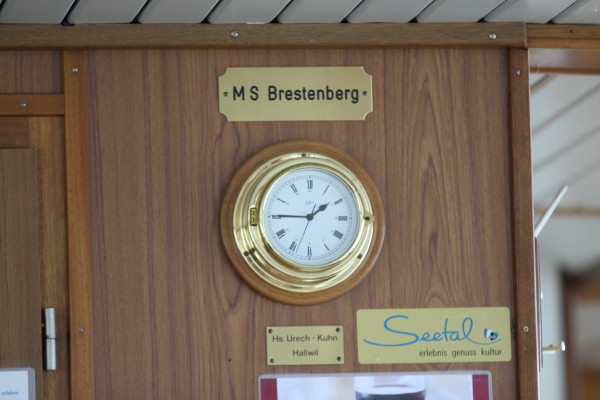 M S Brestenberg
Hs. Urech - Kuhn
Hallwil
Seetal
erlebnis genuss kultur